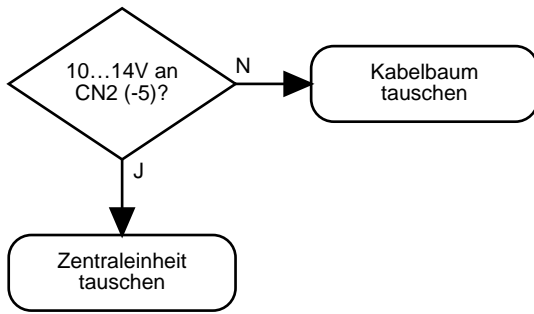 10…14V an
CN2 (-5)?
N
Kabelbaum
tauschen
J
Zentraleinheit
tauschen